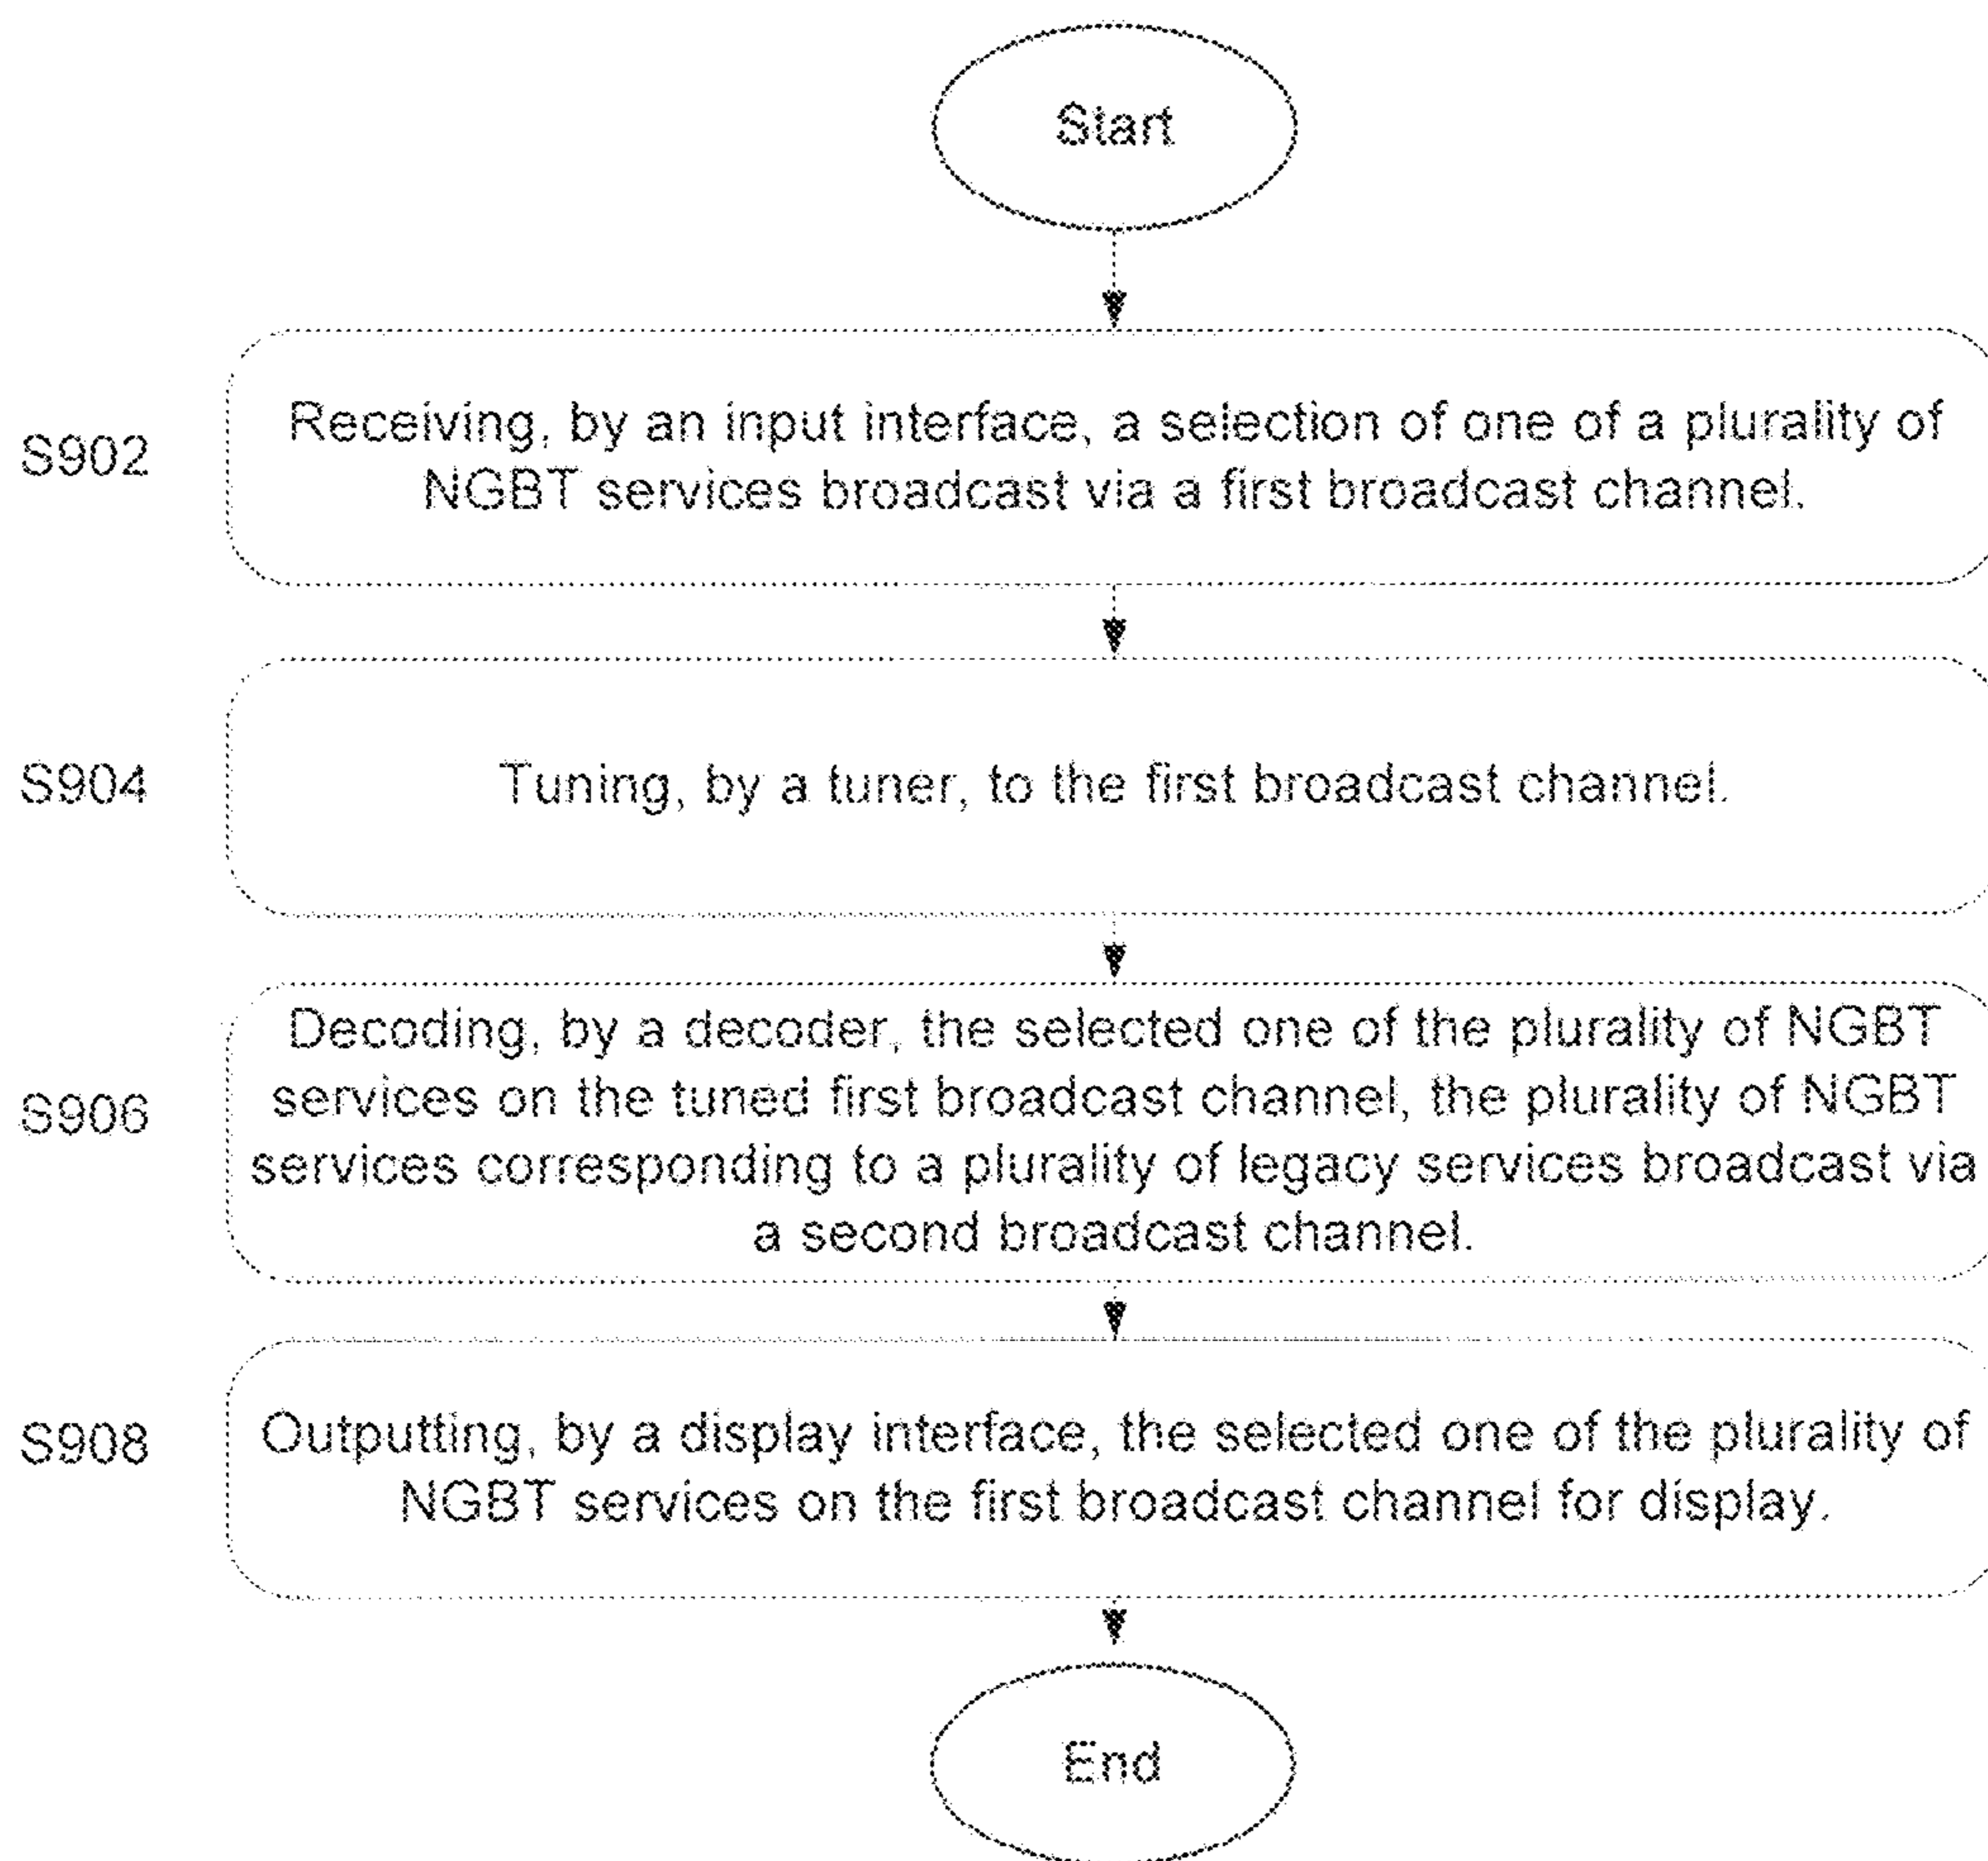 Start
S902
Receiving, by an input interface, a selection of one of a plurality of
NGBT services broadcast via a first broadcast channel.
S904
Tuning, by a tuner, to the first broadcast channel.
S906
Decoding, by a decoder, the selected one of the plurality of NGBT
services on the tuned first broadcast channel, the plurality of NGBT
services corresponding to a plurality of legacy services broadcast via
a second broadcast channel.
S908
Outputting, by a display interface, the selected one of the plurality of
NGBT services on the first broadcast channel for display.
End